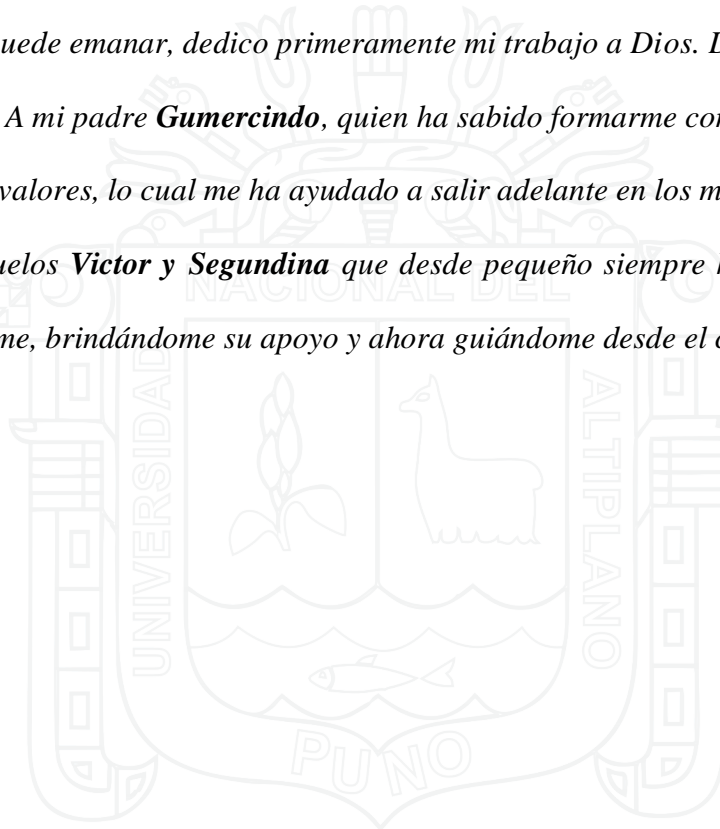 uede emanar, dedico primeramente mi trabajo a Dios.
A mi padre Gumercindo, quien ha sabido formarme
valores, lo cual me ha ayudado a salir adelante en los
uelos Victor y Segundina que desde pequeño siempre
me, brindándome su apoyo y ahora guiándome desde el
UNIVERSIDAD
NACIONAL DEL
ALTIPLANO
PUNO